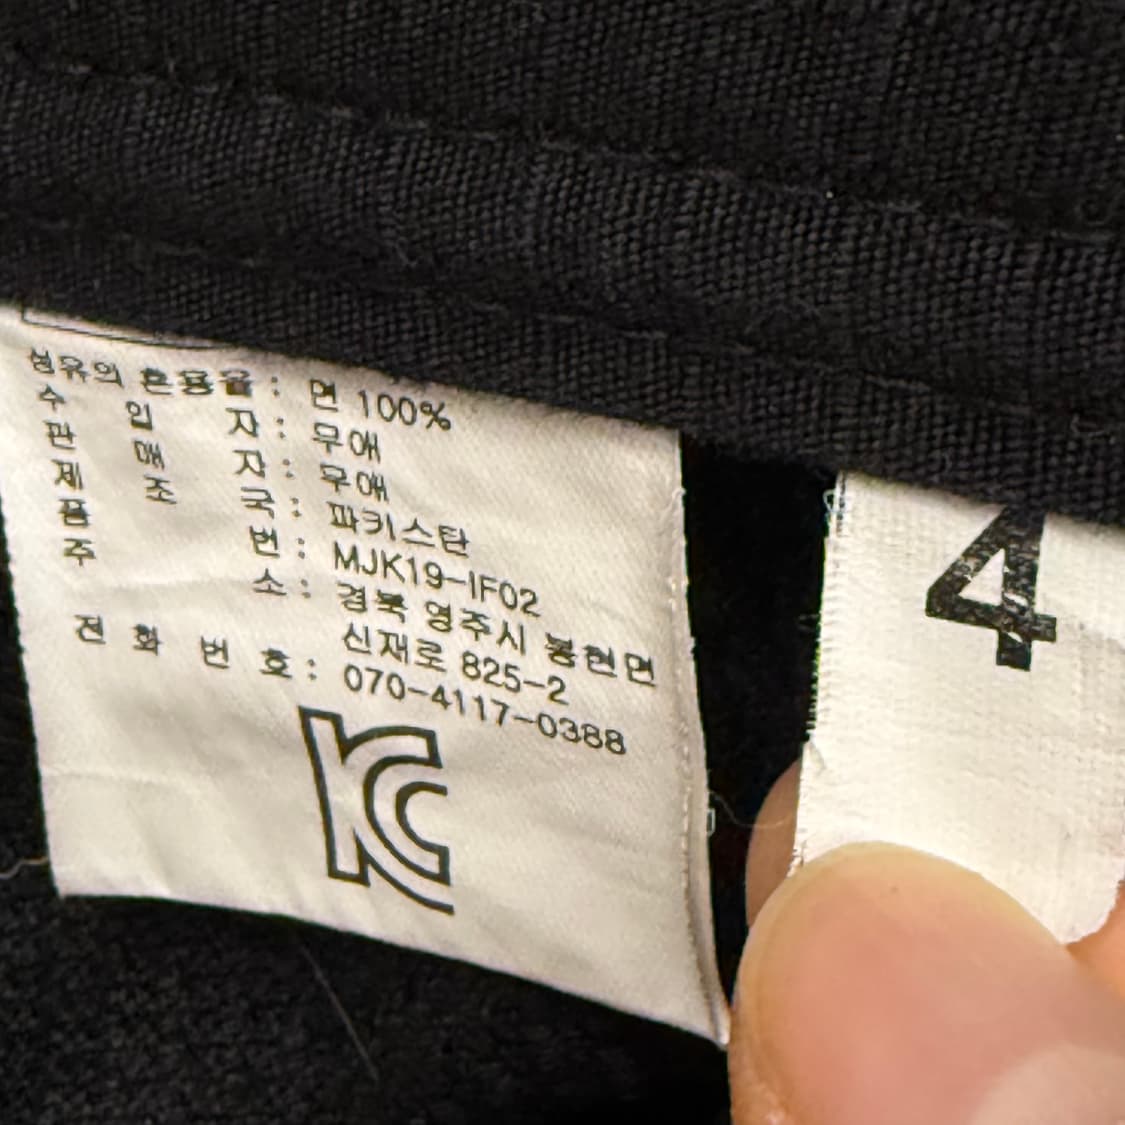 섬유의 혼용율 : 면 100%
수 입 자 : 무애
판 매 자 : 무애
제 조 국 : 파키스탄
품 번 : MJK19-IF02
주 소 : 경북 영주시 봉현면
신재로 825-2
전 화 번 호 : 070-4117-0388
KC
4